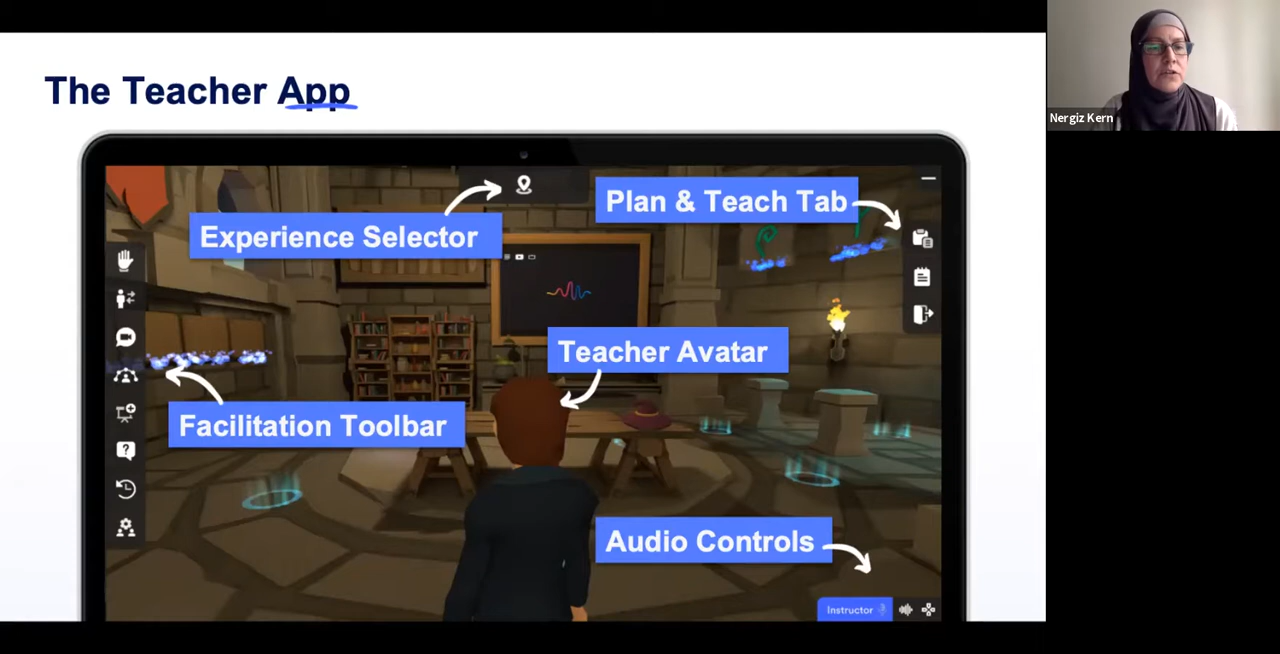 The Teacher App
Nergiz Kern
Plan & Teach Tab
Experience Selector
Teacher Avatar
Facilitation Toolbar
Audio Controls
Instructor